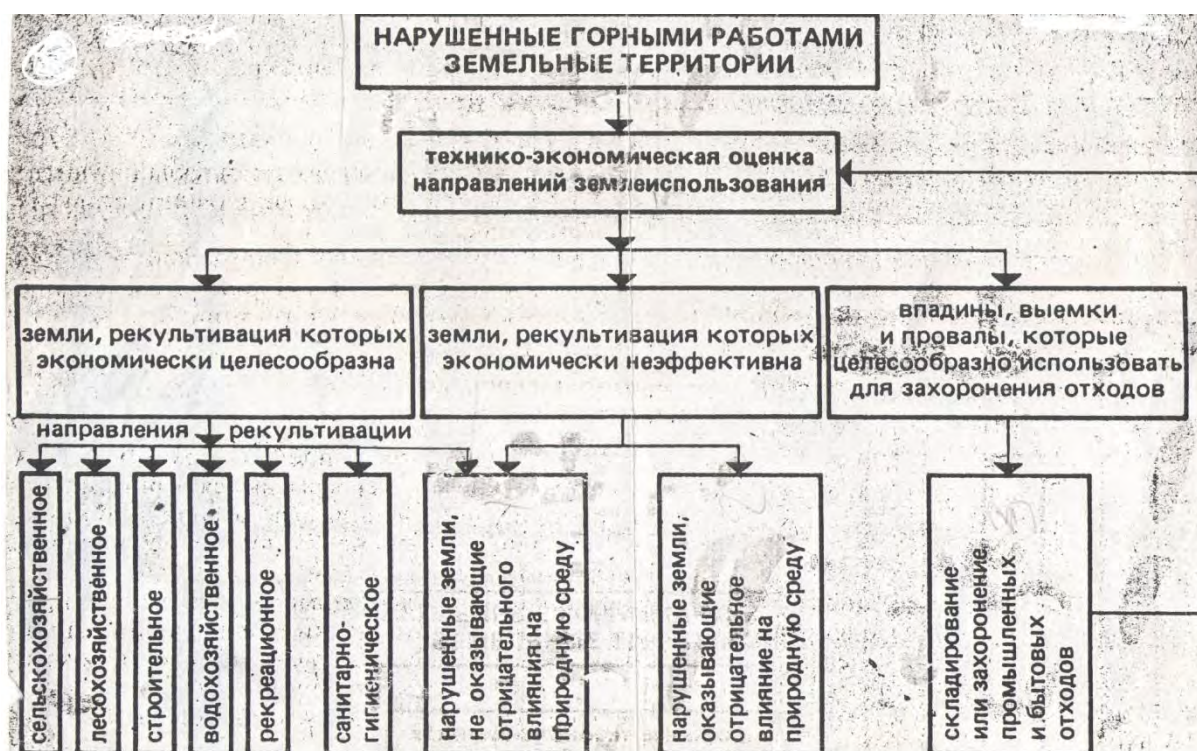 НАРУШЕННЫЕ ГОРНЫМИ РАБОТАМИ
ЗЕМЕЛЬНЫЕ ТЕРРИТОРИИ
технико-экономическая оценка
направлений землеиспользования
земли, рекультивация которых
экономически целесообразна
земли, рекультивация которых
экономически неэффективна
впадины, выемки
и провалы, которые
целесообразно использовать
для захоронения отходов
направления рекультивации
сельскохозяйственное
лесохозяйственное
строительное
водохозяйственное
рекреационное
санитарно-
гигиеническое
нарушенные земли,
не оказывающие
отрицательного
влияния на
природную среду
нарушенные земли,
оказывающие
отрицательное
влияние на
природную среду
складирование
или захоронение
промышленных
и бытовых
отходов